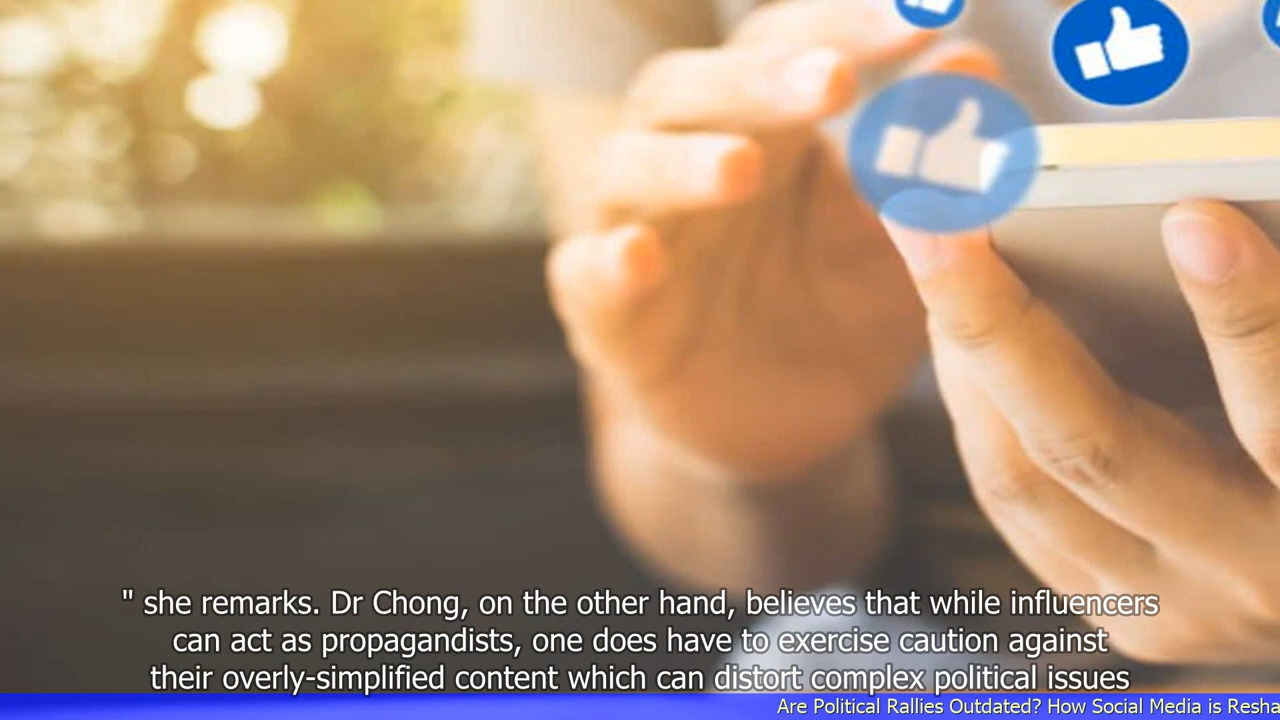 " she remarks. Dr Chong, on the other hand, believes that while influencers
can act as propagandists, one does have to exercise caution against
their overly-simplified content which can distort complex political issues
Are Political Rallies Outdated? How Social Media is Resha